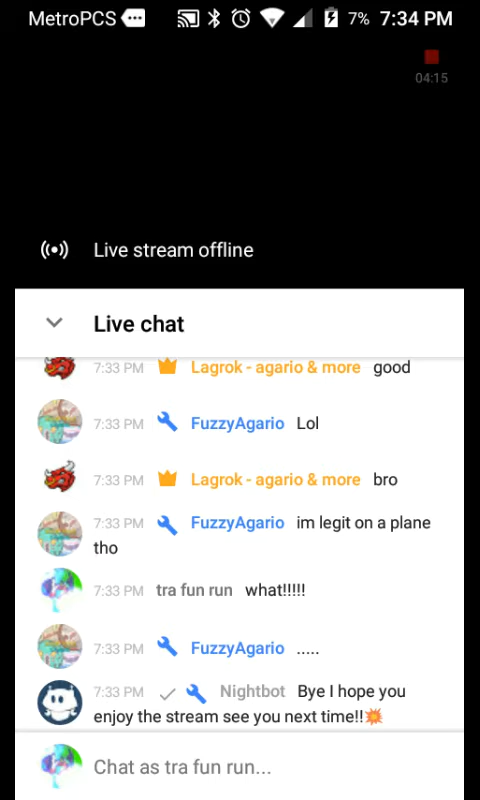 MetroPCS 7% 7:34 PM
04:15
Live stream offline
Live chat
7:33 PM Lagrok - agario & more good
7:33 PM FuzzyAgario Lol
7:33 PM Lagrok - agario & more bro
7:33 PM FuzzyAgario im legit on a plane
tho
7:33 PM tra fun run what!!!!!
7:33 PM FuzzyAgario .....
7:33 PM Nightbot Bye I hope you
enjoy the stream see you next time!!💥
Chat as tra fun run...